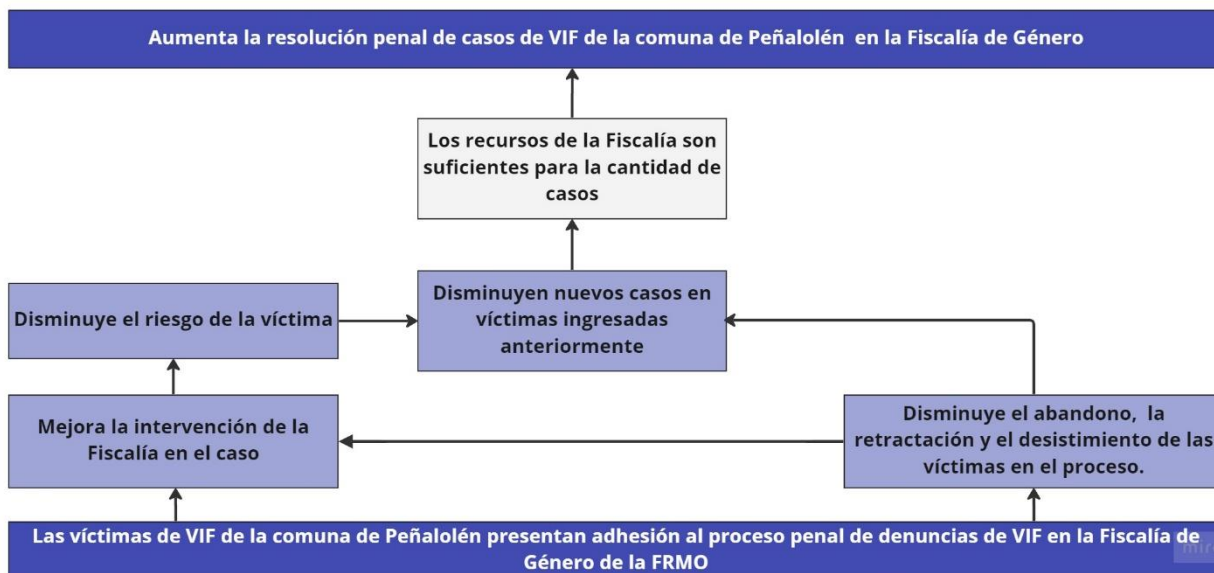 Aumenta la resolución penal de casos de VIF de la comuna de Peñalolén en la Fiscalía de Género
Los recursos de la Fiscalía son
suficientes para la cantidad de
casos
Disminuye el riesgo de la víctima
Disminuyen nuevos casos en
víctimas ingresadas
anteriormente
Mejora la intervención de la
Fiscalía en el caso
Disminuye el abandono, la
retractación y el desistimiento de las
víctimas en el proceso.
Las víctimas de VIF de la comuna de Peñalolén presentan adhesión al proceso penal de denuncias de VIF en la Fiscalía de
Género de la FRMO